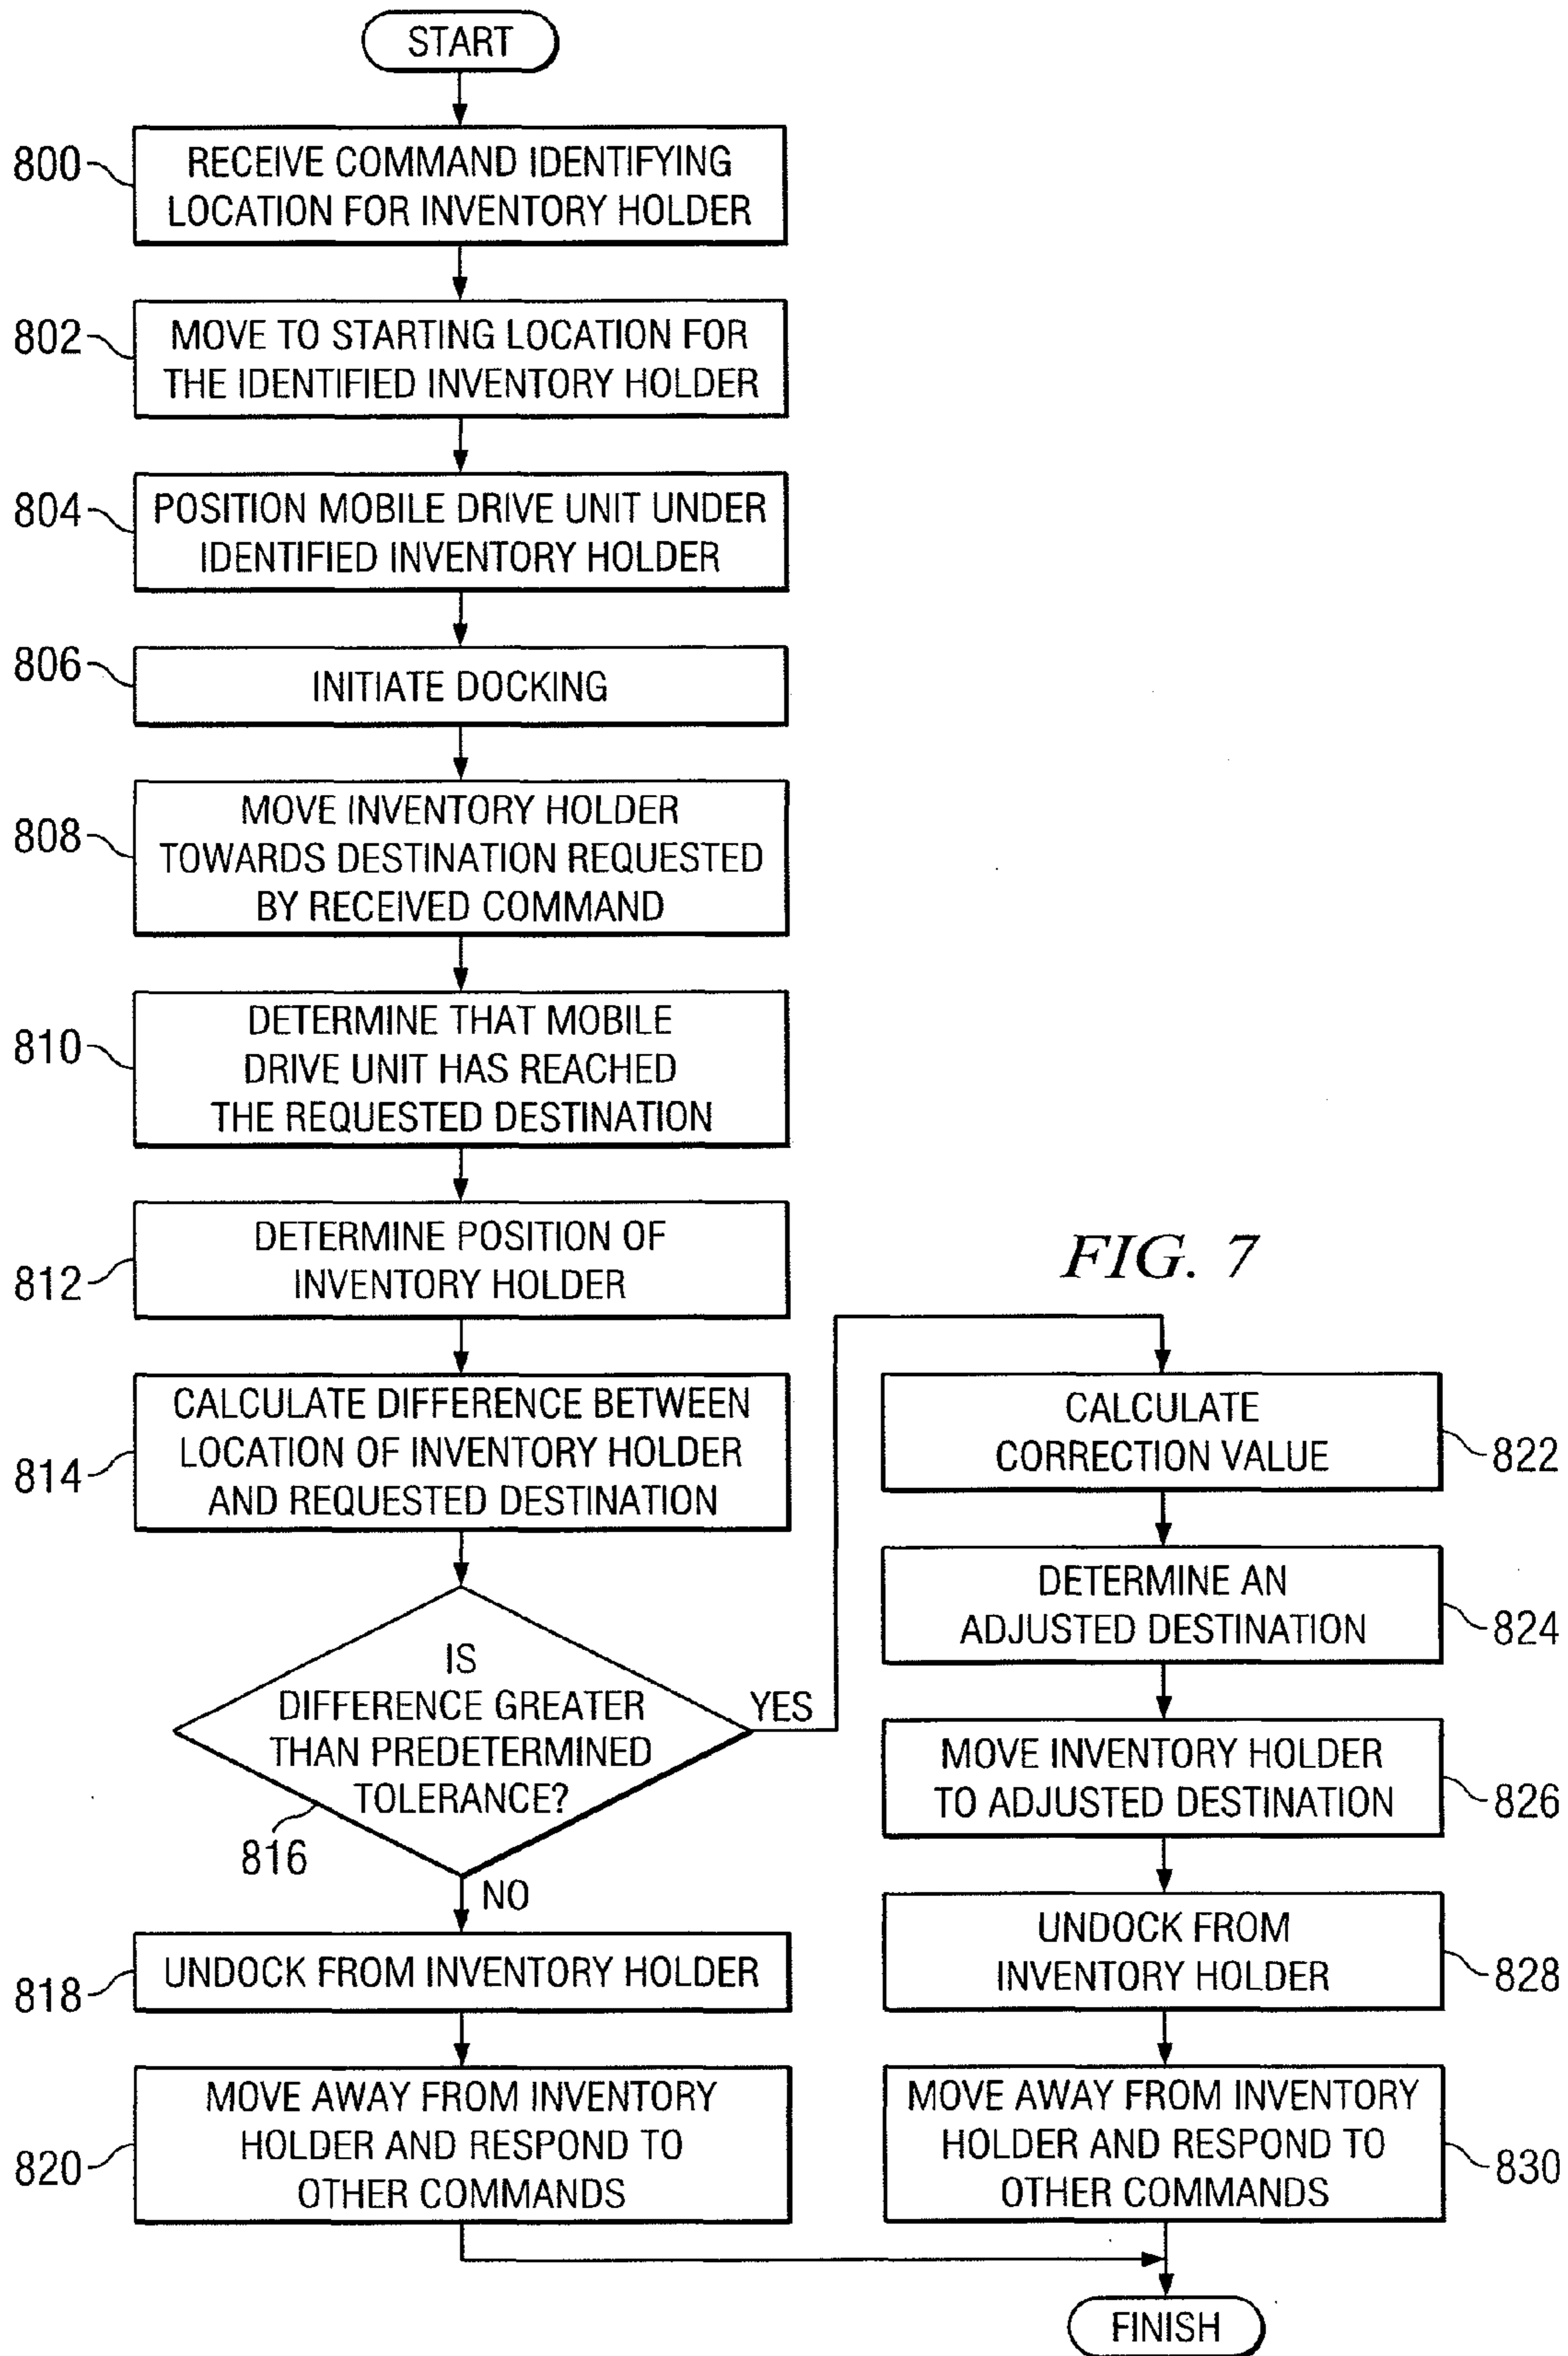 START
800
RECEIVE COMMAND IDENTIFYING
LOCATION FOR INVENTORY HOLDER
802
MOVE TO STARTING LOCATION FOR
THE IDENTIFIED INVENTORY HOLDER
804
POSITION MOBILE DRIVE UNIT UNDER
IDENTIFIED INVENTORY HOLDER
806
INITIATE DOCKING
808
MOVE INVENTORY HOLDER
TOWARDS DESTINATION REQUESTED
BY RECEIVED COMMAND
810
DETERMINE THAT MOBILE
DRIVE UNIT HAS REACHED
THE REQUESTED DESTINATION
812
DETERMINE POSITION OF
INVENTORY HOLDER
814
CALCULATE DIFFERENCE BETWEEN
LOCATION OF INVENTORY HOLDER
AND REQUESTED DESTINATION
IS
DIFFERENCE GREATER
THAN PREDETERMINED
TOLERANCE?
816
YES
NO
818
UNDOCK FROM INVENTORY HOLDER
820
MOVE AWAY FROM INVENTORY
HOLDER AND RESPOND TO
OTHER COMMANDS
FIG. 7
CALCULATE
CORRECTION VALUE
822
DETERMINE AN
ADJUSTED DESTINATION
824
MOVE INVENTORY HOLDER
TO ADJUSTED DESTINATION
826
UNDOCK FROM
INVENTORY HOLDER
828
MOVE AWAY FROM INVENTORY
HOLDER AND RESPOND TO
OTHER COMMANDS
830
FINISH